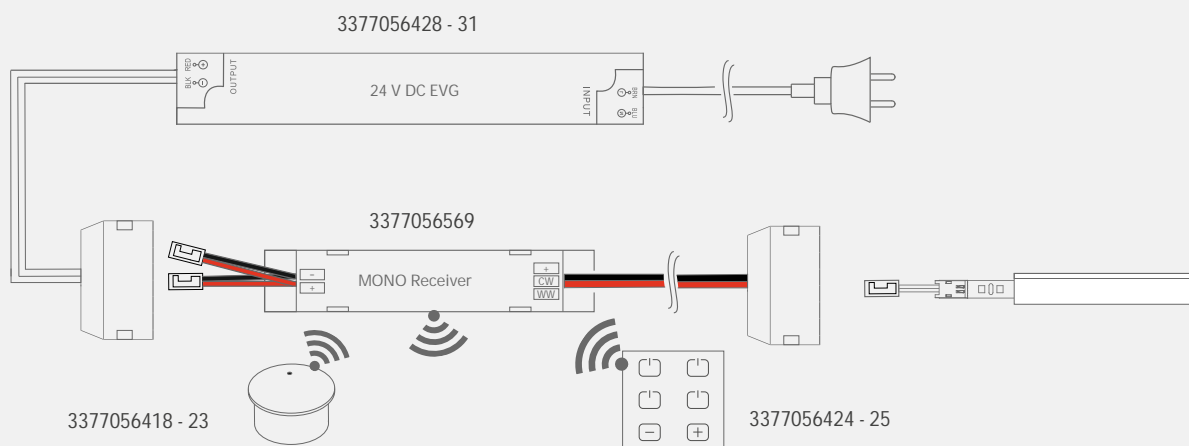 3377056428 - 31
RED +
BLK -
OUTPUT
24 V DC EVG
INPUT
L BRN
N BLU
3377056569
-
+
MONO Receiver
+
CW
WW
3377056418 - 23
- +
3377056424 - 25